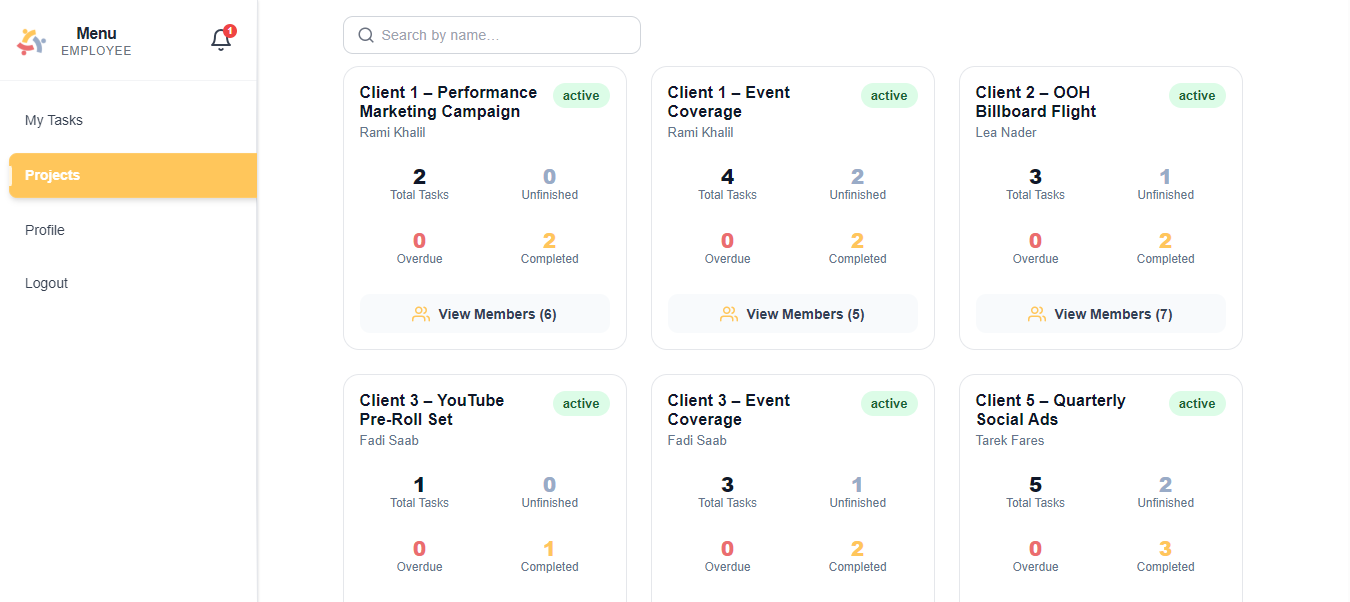 Menu
EMPLOYEE
1
My Tasks
Projects
Profile
Logout
Search by name...
Client 1 – Performance
Marketing Campaign
active
Rami Khalil
2
0
Total Tasks
Unfinished
0
2
Overdue
Completed
View Members (6)
Client 1 – Event
Coverage
active
Rami Khalil
4
2
Total Tasks
Unfinished
0
2
Overdue
Completed
View Members (5)
Client 2 – OOH
Billboard Flight
active
Lea Nader
3
1
Total Tasks
Unfinished
0
2
Overdue
Completed
View Members (7)
Client 3 – YouTube
Pre-Roll Set
active
Fadi Saab
1
0
Total Tasks
Unfinished
0
1
Overdue
Completed
Client 3 – Event
Coverage
active
Fadi Saab
3
1
Total Tasks
Unfinished
0
2
Overdue
Completed
Client 5 – Quarterly
Social Ads
active
Tarek Fares
5
2
Total Tasks
Unfinished
0
3
Overdue
Completed